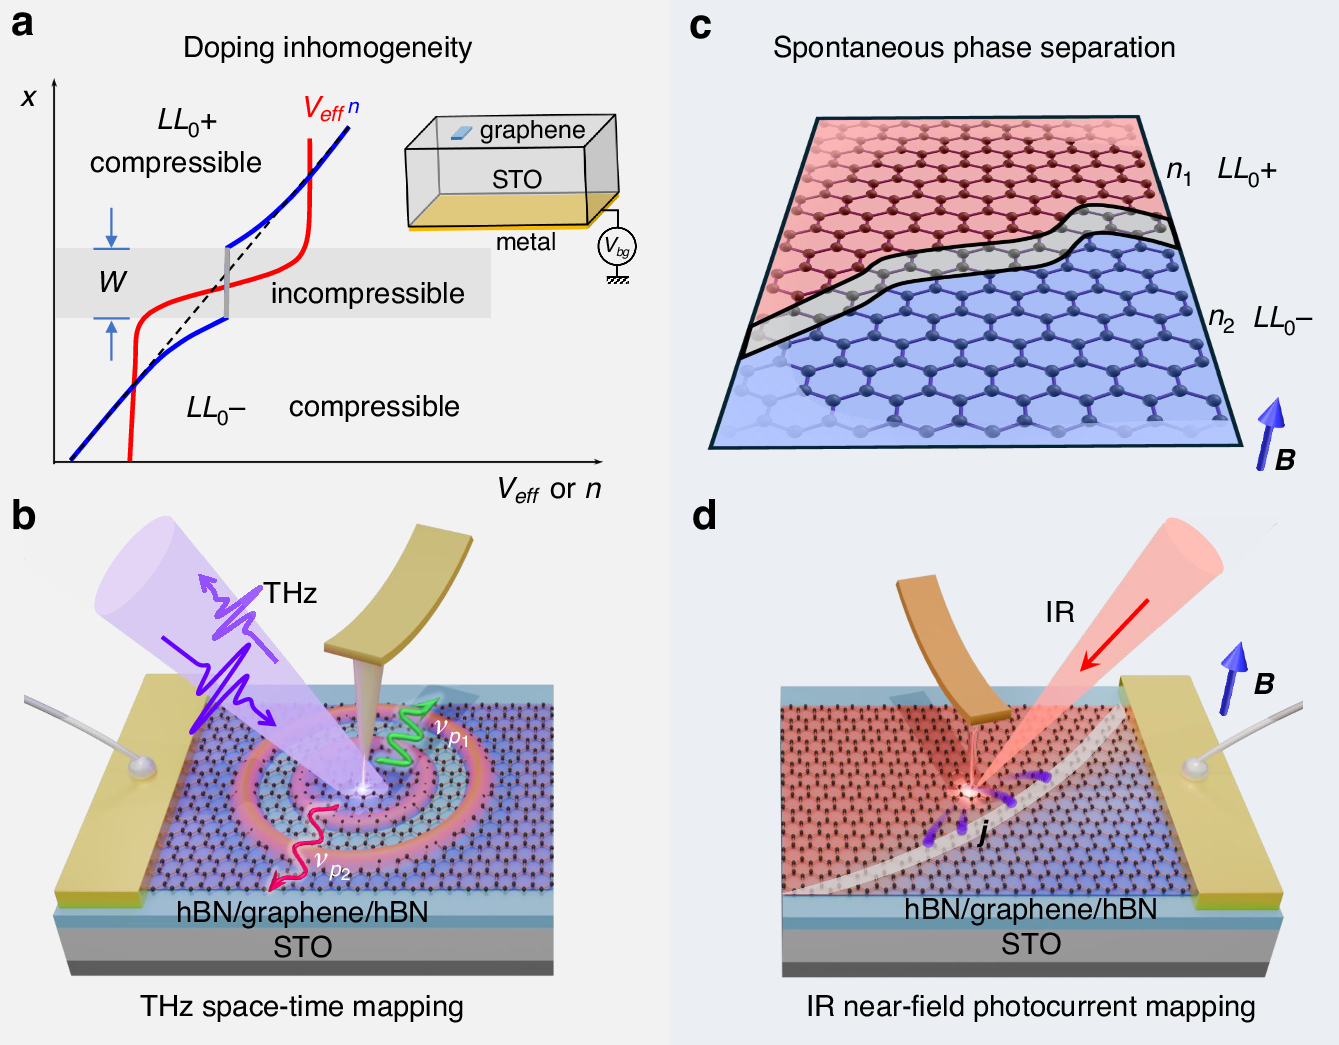 a
Doping inhomogeneity
x
LL0+
compressible
Veff n
graphene
STO
metal
Vbg
W
incompressible
LL0− compressible
Veff or n
c
Spontaneous phase separation
n1 LL0+
n2 LL0−
B
b
THz
νp1
νp2
hBN/graphene/hBN
STO
THz space-time mapping
d
IR
B
j
hBN/graphene/hBN
STO
IR near-field photocurrent mapping